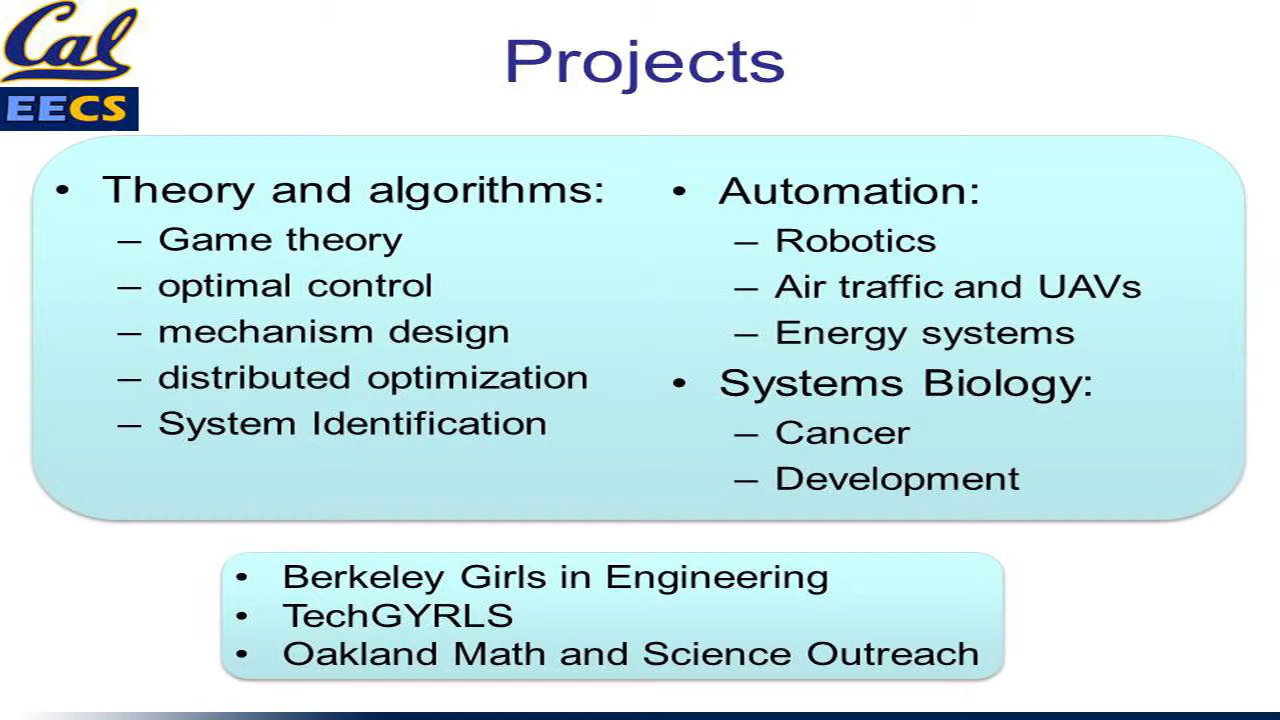 Cal
EECS
Projects
• Theory and algorithms:
– Game theory
– optimal control
– mechanism design
– distributed optimization
– System Identification
• Automation:
– Robotics
– Air traffic and UAVs
– Energy systems
• Systems Biology:
– Cancer
– Development
• Berkeley Girls in Engineering
• TechGYRLS
• Oakland Math and Science Outreach